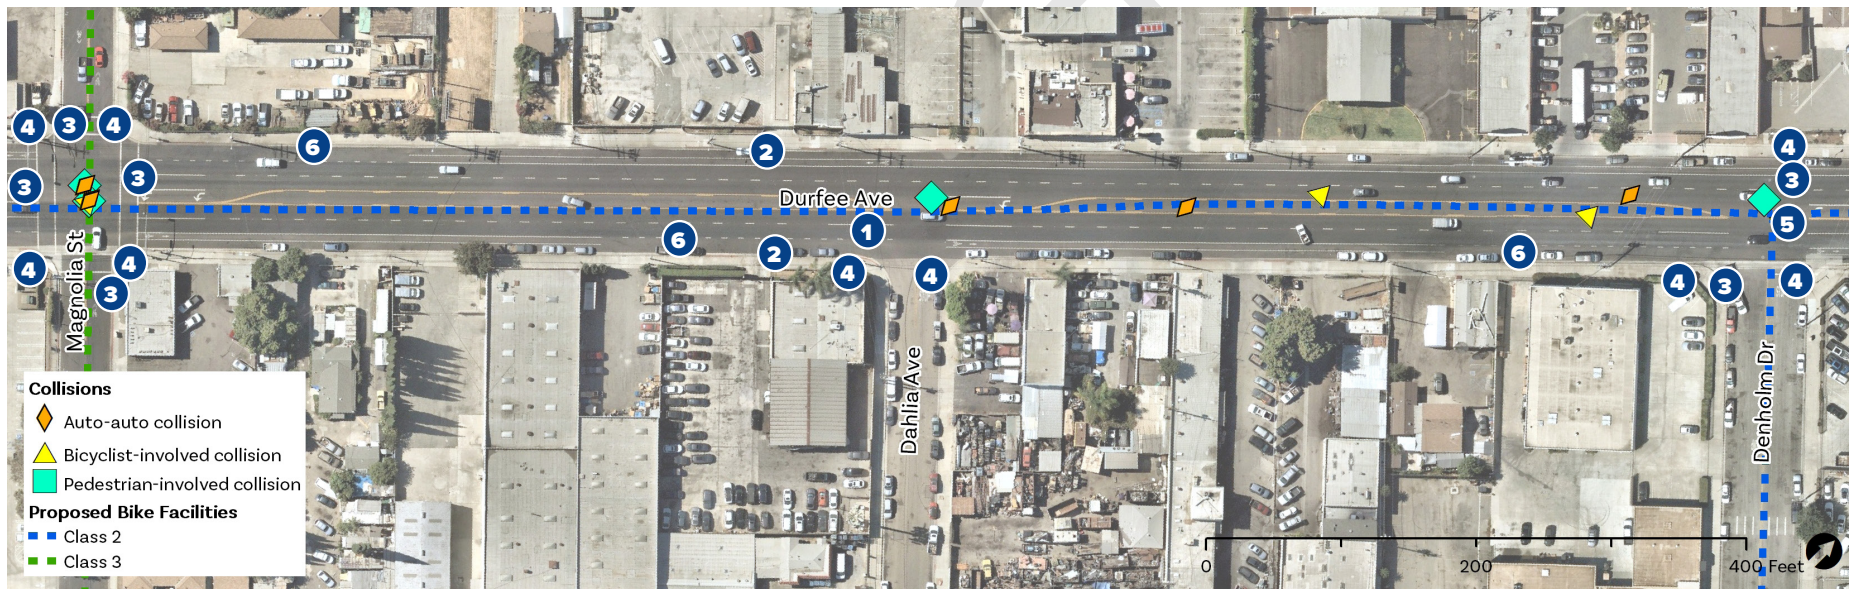 4
3
4
6
2
4
3
3
3
Durfee Ave
5
1
6
6
2
4
4
4
4
4
3
4
3
Magnolia St
Dahlia Ave
Denholm Dr
Collisions
Auto-auto collision
Bicyclist-involved collision
Pedestrian-involved collision
Proposed Bike Facilities
Class 2
Class 3
0
200
400 Feet